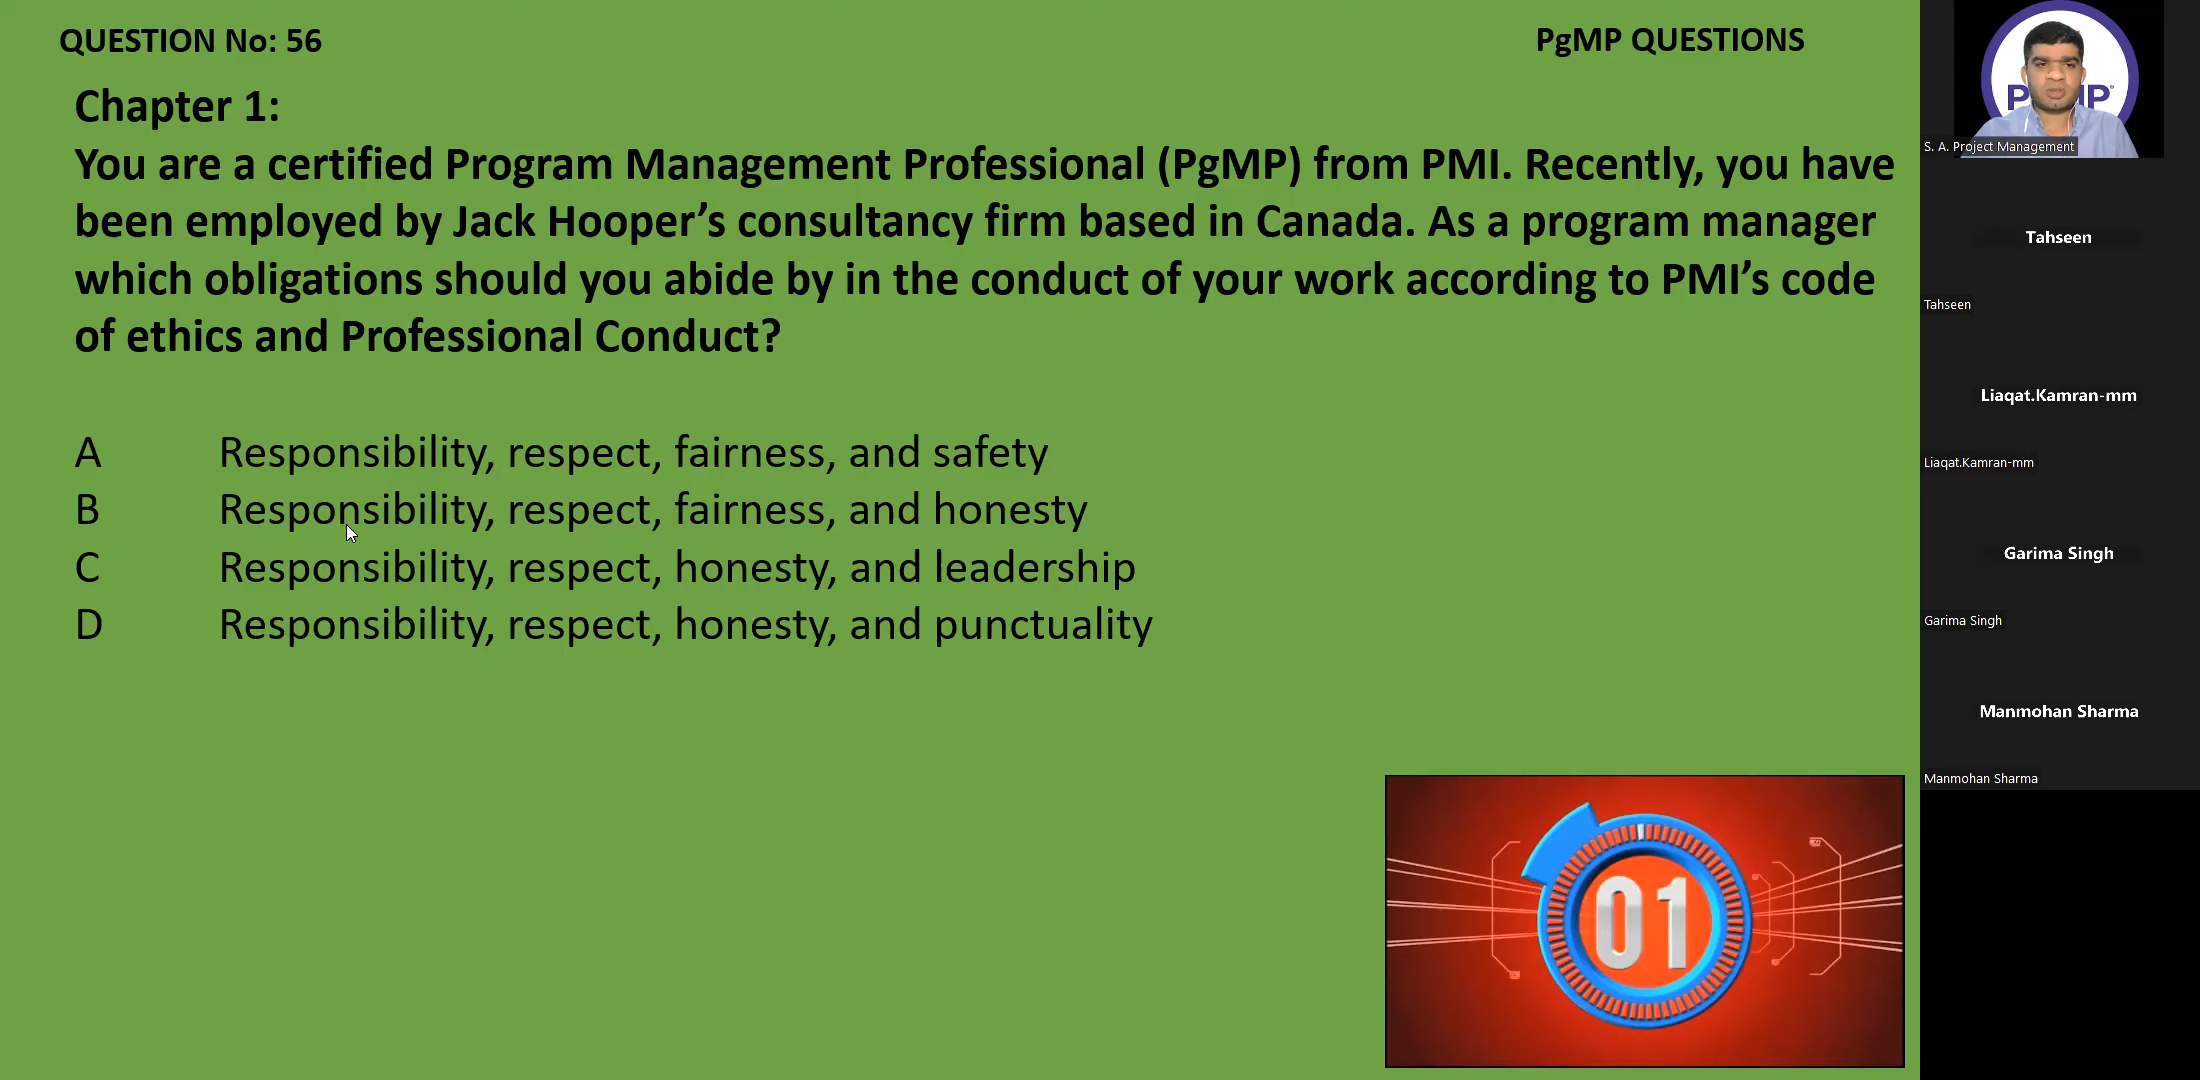 QUESTION No: 56
PgMP QUESTIONS
Chapter 1:
You are a certified Program Management Professional (PgMP) from PMI. Recently, you have
been employed by Jack Hooper’s consultancy firm based in Canada. As a program manager
which obligations should you abide by in the conduct of your work according to PMI’s code
of ethics and Professional Conduct?
A Responsibility, respect, fairness, and safety
B Responsibility, respect, fairness, and honesty
C Responsibility, respect, honesty, and leadership
D Responsibility, respect, honesty, and punctuality
01
S. A. Project Management
Tahseen
Tahseen
Liaqat.Kamran-mm
Liaqat.Kamran-mm
Garima Singh
Garima Singh
Manmohan Sharma
Manmohan Sharma